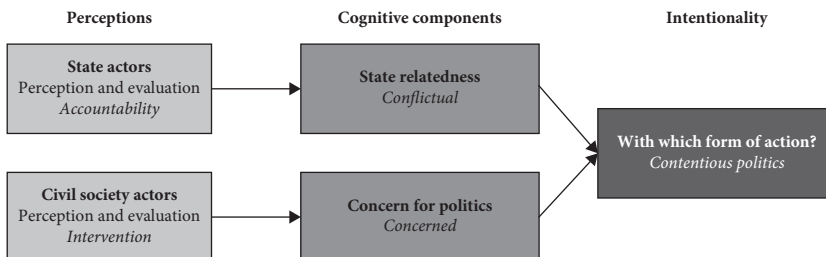 Perceptions
Cognitive components
Intentionality
State actors
Perception and evaluation
Accountability
State relatedness
Conflictual
With which form of action?
Contentious politics
Civil society actors
Perception and evaluation
Intervention
Concern for politics
Concerned